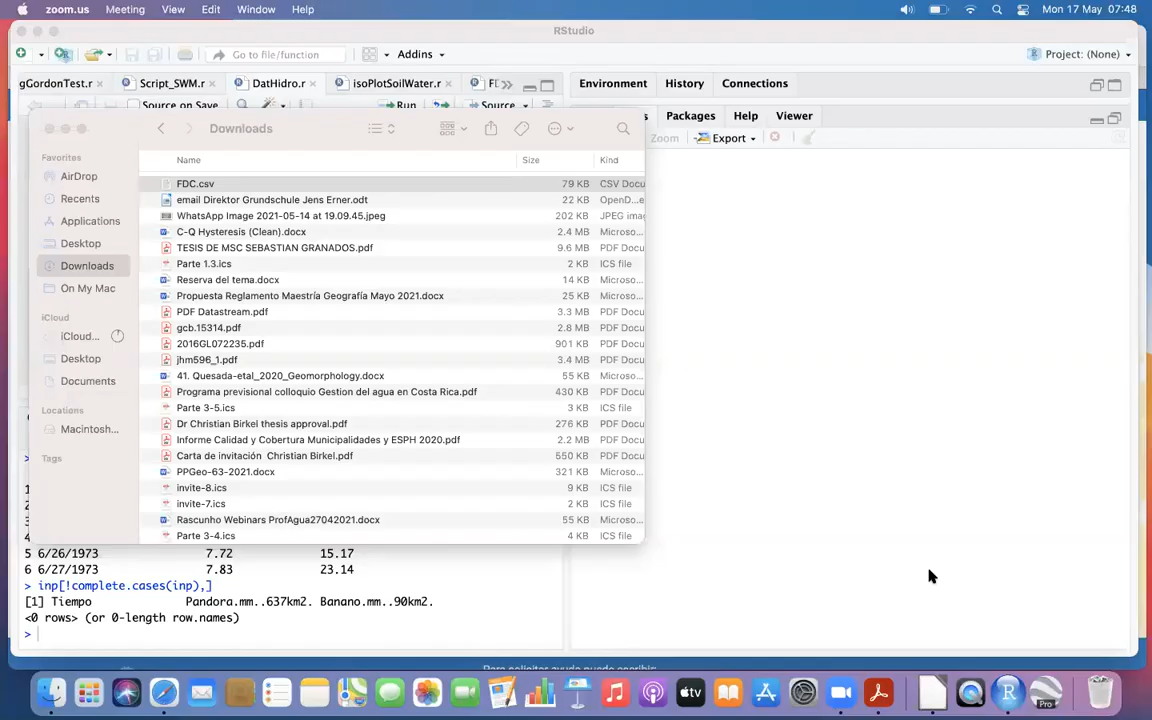 zoom.us Meeting View Edit Window Help Mon 17 May 07:48
RStudio
Go to file/function Addins Project: (None)
gGordonTest.r Script_SWM.r DatHidro.r isoPlotSoilWater.r Environment History Connections
Source on Save Run Source
Packages Help Viewer
Zoom Export
Downloads
Favorites
AirDrop
Recents
Applications
Desktop
Downloads
On My Mac
iCloud
iCloud...
Desktop
Documents
Locations
Macintosh...
Tags
Name Size Kind
FDC.csv 79 KB CSV Docu
email Direktor Grundschule Jens Erner.odt 22 KB OpenD...
WhatsApp Image 2021-05-14 at 19.09.45.jpeg 202 KB JPEG ima
C-Q Hysteresis (Clean).docx 2.4 MB Microso...
TESIS DE MSC SEBASTIAN GRANADOS.pdf 9.6 MB PDF Docu
Parte 1.3.ics 2 KB ICS file
Reserva del tema.docx 14 KB Microso...
Propuesta Reglamento Maestría Geografía Mayo 2021.docx 25 KB Microso...
PDF Datastream.pdf 3.3 MB PDF Docu
gcb.15314.pdf 2.8 MB PDF Docu
2016GL072235.pdf 901 KB PDF Docu
jhm596_1.pdf 3.4 MB PDF Docu
41. Quesada-etal_2020_Geomorphology.docx 55 KB Microso...
Programa previsional colloquio Gestion del agua en Costa Rica.pdf 430 KB PDF Docu
Parte 3-5.ics 3 KB ICS file
Dr Christian Birkel thesis approval.pdf 276 KB PDF Docu
Informe Calidad y Cobertura Municipalidades y ESPH 2020.pdf 2.2 MB PDF Docu
Carta de invitación Christian Birkel.pdf 550 KB PDF Docu
PPGeo-63-2021.docx 321 KB Microso...
invite-8.ics 9 KB ICS file
invite-7.ics 2 KB ICS file
Rascunho Webinars ProfAgua27042021.docx 55 KB Microso...
Parte 3-4.ics 4 KB ICS file
5 6/26/1973 7.72 15.17
6 6/27/1973 7.83 23.14
> inp[!complete.cases(inp),]
[1] Tiempo Pandora.mm..637km2. Banano.mm..90km2.
<0 rows> (or 0-length row.names)
>
tv
Pro